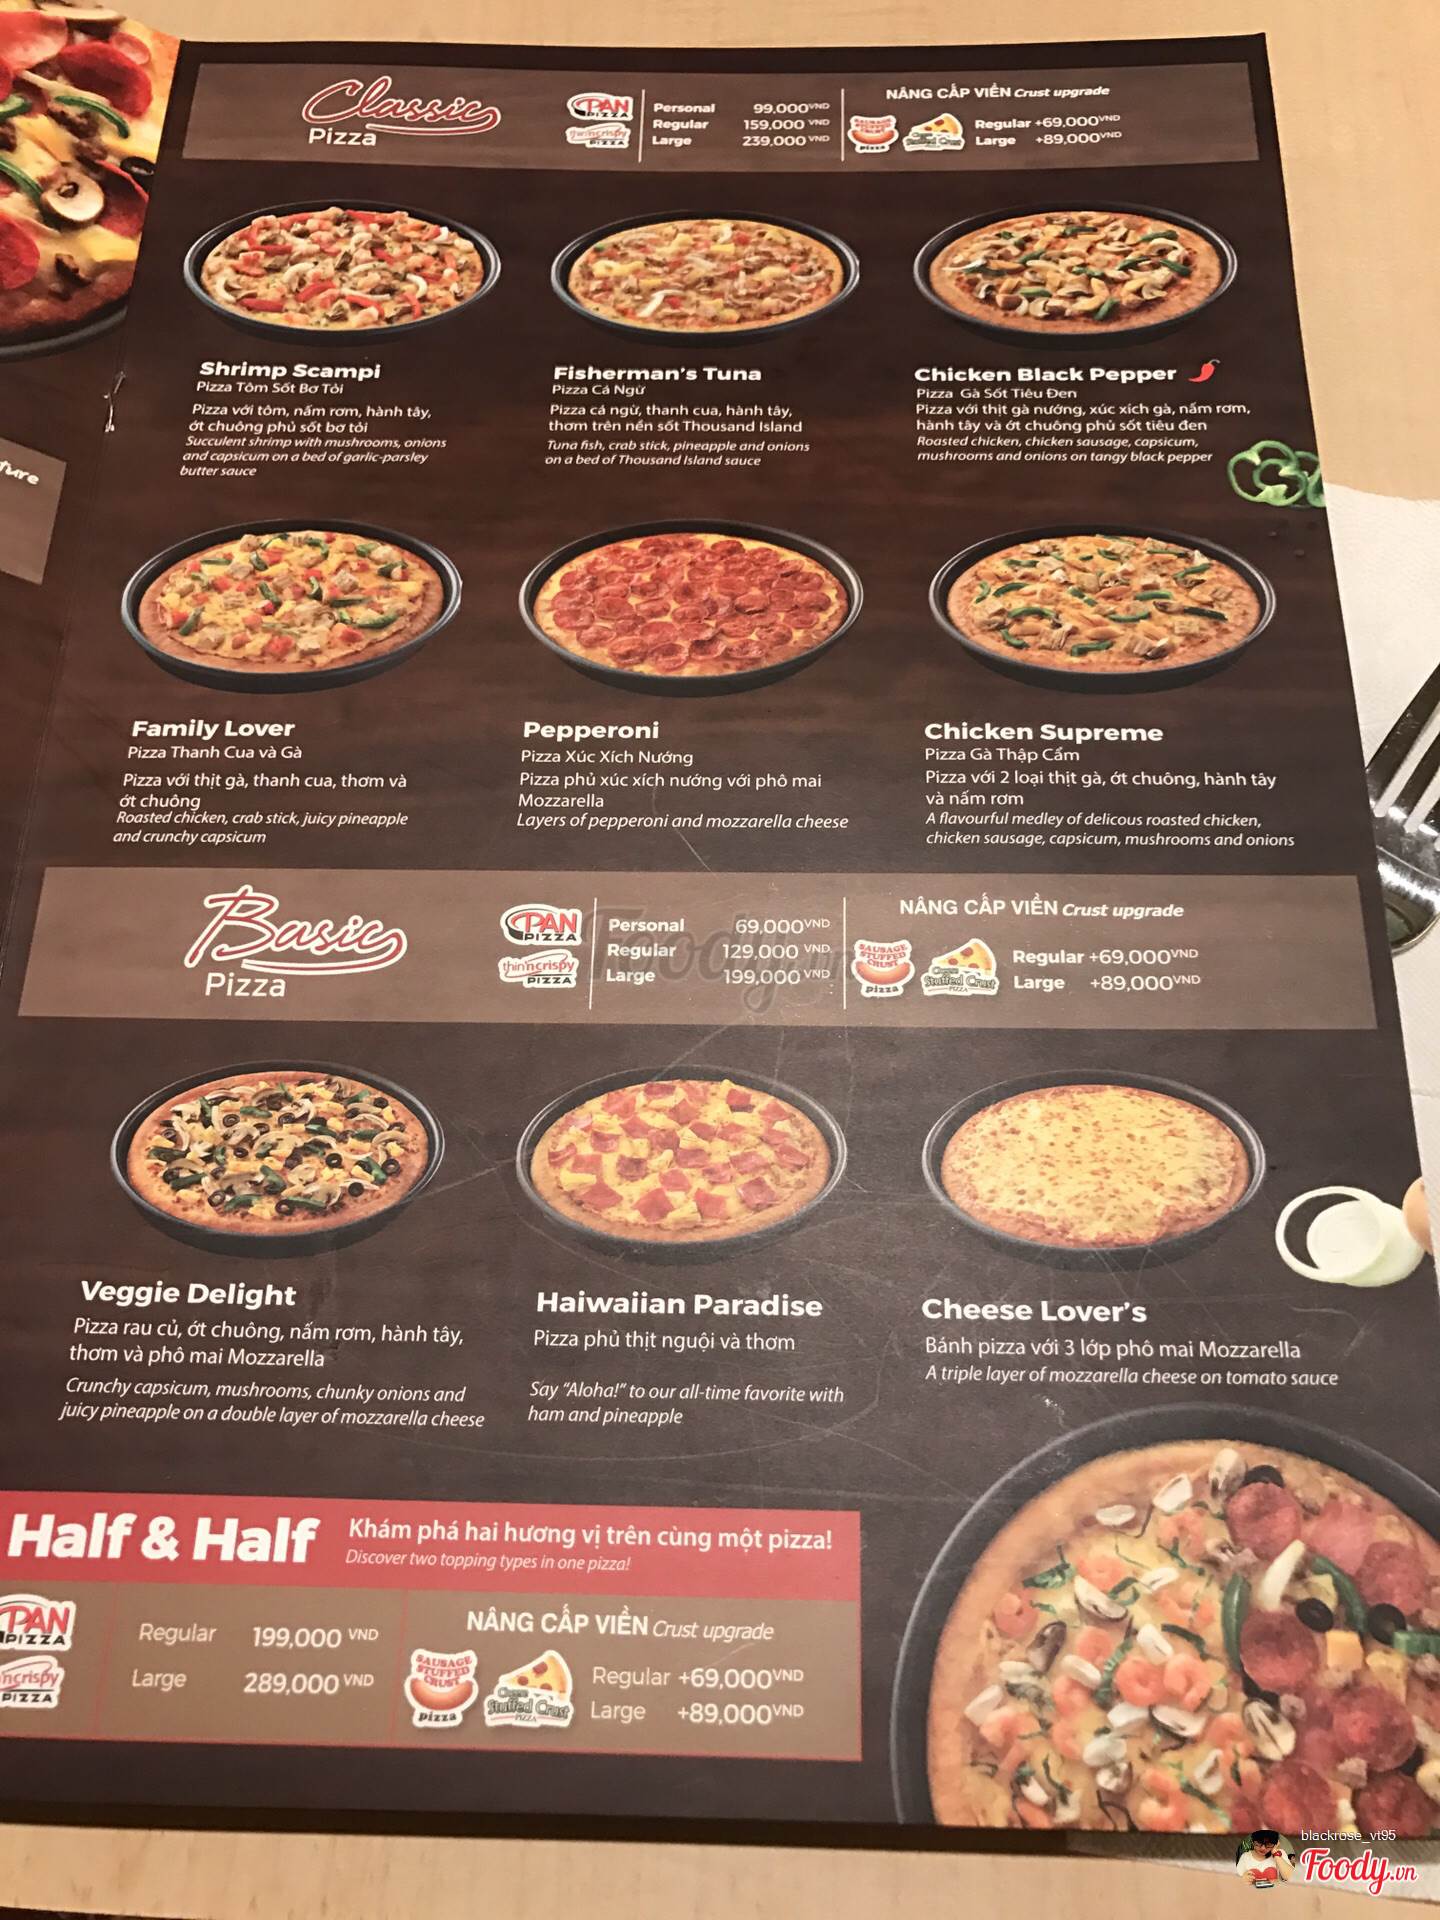 Classic
Pizza
PAN
PIZZA
thin'ncrispy
PIZZA
Personal 99,000VND
Regular 159,000 VND
Large 239,000 VND
NÂNG CẤP VIỀN Crust upgrade
SAUSAGE
STUFFED
CRUST
pizza
Stuffed Crust
Regular +69,000VND
Large +89,000VND
ture
Shrimp Scampi
Pizza Tôm Sốt Bơ Tỏi
Pizza với tôm, nấm rơm, hành tây,
ớt chuông phủ sốt bơ tỏi
Succulent shrimp with mushrooms, onions
and capsicum on a bed of garlic-parsley
butter sauce
Fisherman's Tuna
Pizza Cá Ngừ
Pizza cá ngừ, thanh cua, hành tây,
thơm trên nền sốt Thousand Island
Tuna fish, crab stick, pineapple and onions
on a bed of Thousand Island sauce
Chicken Black Pepper
Pizza Gà Sốt Tiêu Đen
Pizza với thịt gà nướng, xúc xích gà, nấm rơm,
hành tây và ớt chuông phủ sốt tiêu đen
Roasted chicken, chicken sausage, capsicum,
mushrooms and onions on tangy black pepper
Family Lover
Pizza Thanh Cua và Gà
Pizza với thịt gà, thanh cua, thơm và
ớt chuông
Roasted chicken, crab stick, juicy pineapple
and crunchy capsicum
Pepperoni
Pizza Xúc Xích Nướng
Pizza phủ xúc xích nướng với phô mai
Mozzarella
Layers of pepperoni and mozzarella cheese
Chicken Supreme
Pizza Gà Thập Cẩm
Pizza với 2 loại thịt gà, ớt chuông, hành tây
và nấm rơm
A flavourful medley of delicous roasted chicken,
chicken sausage, capsicum, mushrooms and onions
Basic
Pizza
PAN
PIZZA
thin'ncrispy
PIZZA
Personal 69,000VND
Regular 129,000 VND
Large 199,000 VND
NÂNG CẤP VIỀN Crust upgrade
SAUSAGE
STUFFED
CRUST
pizza
Cheese
Stuffed Crust
PIZZA
Regular +69,000VND
Large +89,000VND
Foody
Veggie Delight
Pizza rau củ, ớt chuông, nấm rơm, hành tây,
thơm và phô mai Mozzarella
Crunchy capsicum, mushrooms, chunky onions and
juicy pineapple on a double layer of mozzarella cheese
Haiwaiian Paradise
Pizza phủ thịt nguội và thơm
Say "Aloha!" to our all-time favorite with
ham and pineapple
Cheese Lover's
Bánh pizza với 3 lớp phô mai Mozzarella
A triple layer of mozzarella cheese on tomato sauce
Half & Half
Khám phá hai hương vị trên cùng một pizza!
Discover two topping types in one pizza!
PAN
PIZZA
ncrispy
PIZZA
Regular 199,000 VND
Large 289,000 VND
NÂNG CẤP VIỀN Crust upgrade
SAUSAGE
STUFFED
CRUST
pizza
Cheese
Stuffed Crust
PIZZA
Regular +69,000VND
Large +89,000VND
blackrose_vt95
Foody.vn